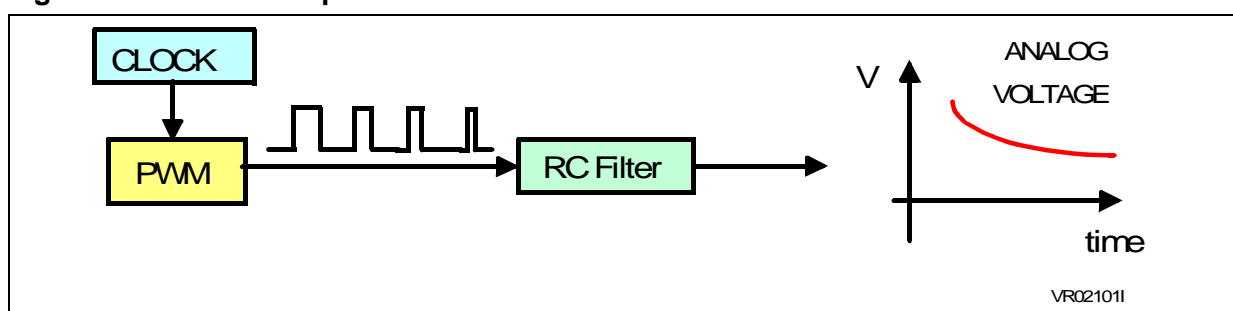 CLOCK
PWM
RC Filter
V
ANALOG
VOLTAGE
time
VR02101I